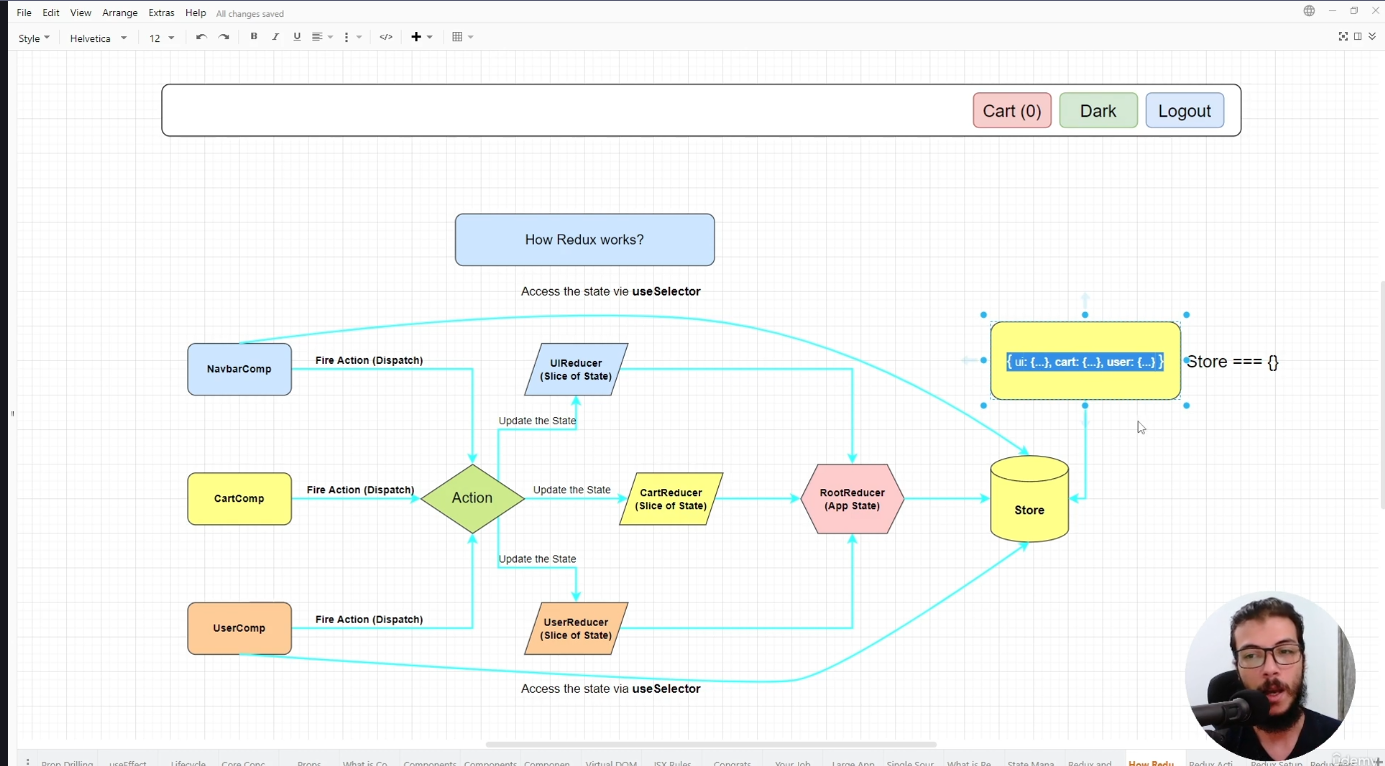 File Edit View Arrange Extras Help All changes saved
Style Helvetica 12 B I U </>
Cart (0) Dark Logout
How Redux works?
Access the state vie useSelector
{ ui: {...}, cart: {...}, user: {...} }
Store === {}
NavbarComp
Fire Action (Dispatch)
UIReducer
(Slice of State)
Update the State
CartComp
Fire Action (Dispatch)
Action
Update the State
CartReducer
(Slice of State)
RootReducer
(App State)
Store
Update the State
UserComp
Fire Action (Dispatch)
UserReducer
(Slice of State)
Access the state via useSelector
Prop Drilling useEffect Lifecycle Core Conc Props What is Co Components Components Componen Virtual DOM JSX Rules Congrats Your Job Large App Single Sour What is Re State Mana Redux and How Redu Redux Acti Redux Setup Redux